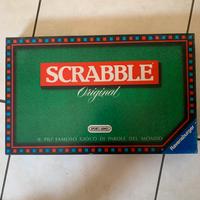 SCRABBLE
Original
IL PIÙ FAMOSO GIOCO DI PAROLE DEL MONDO
Ravensburger